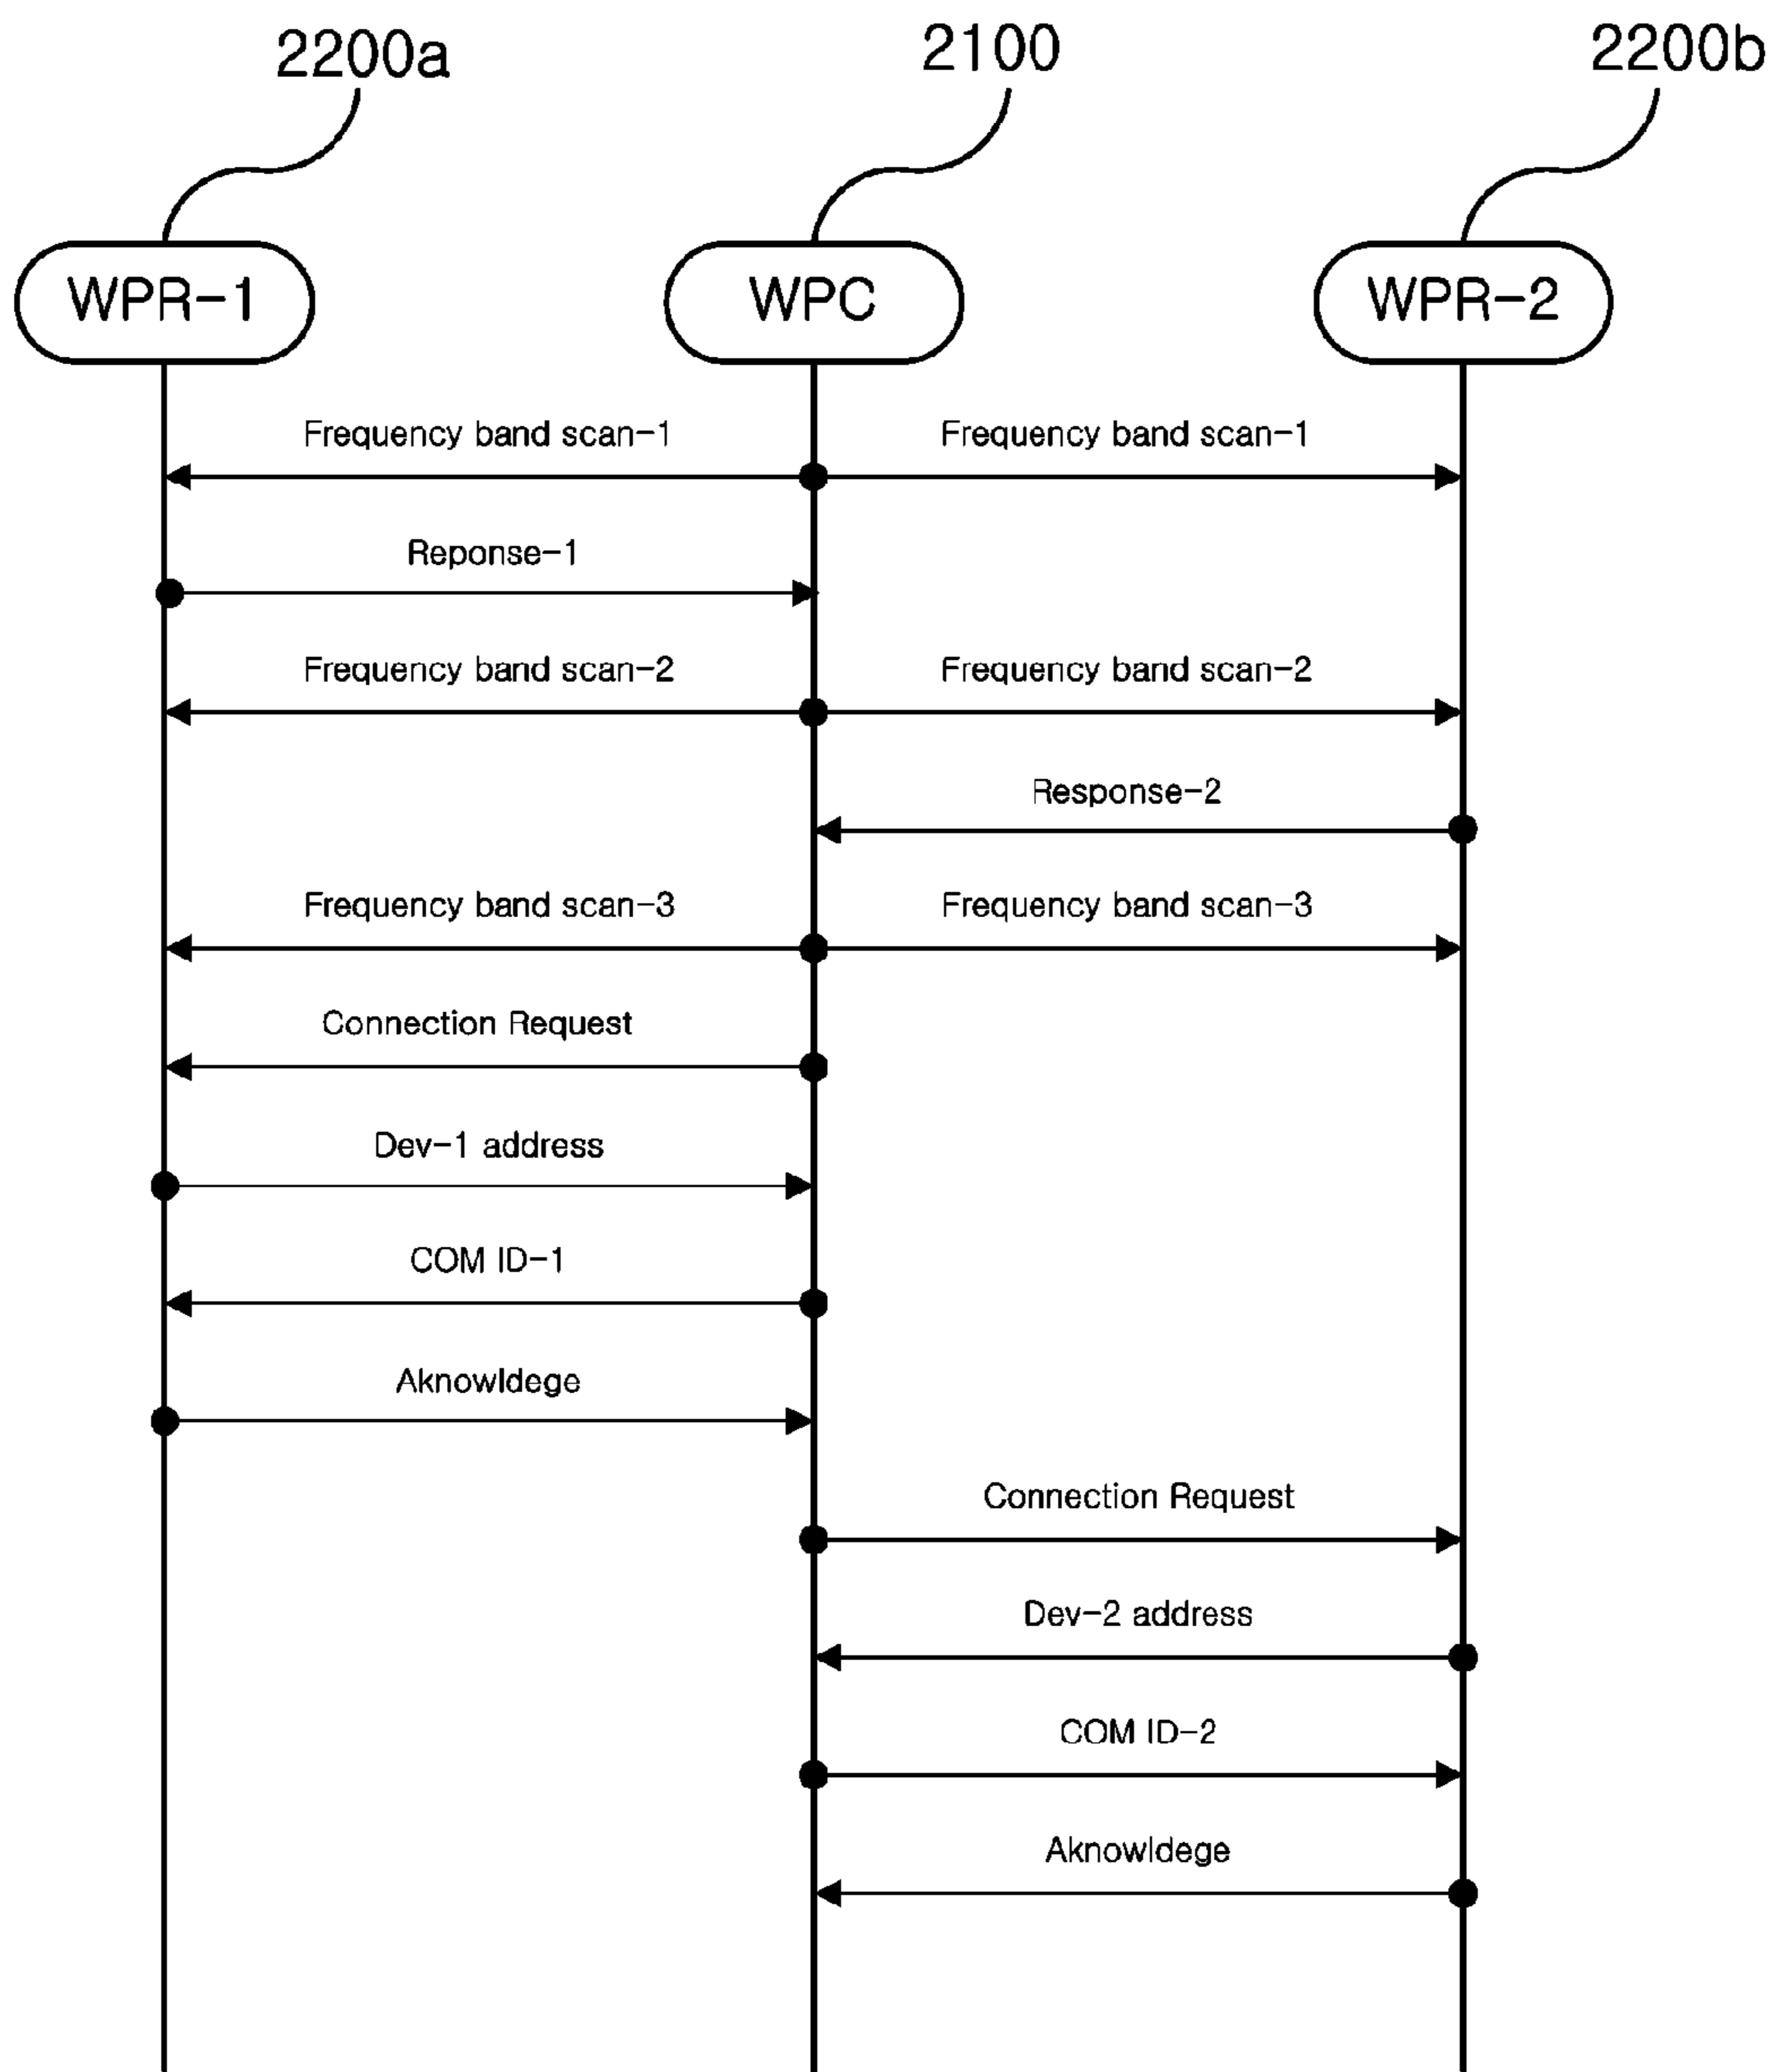 2200a
2100
2200b
WPR-1
WPC
WPR-2
Frequency band scan-1
Frequency band scan-1
Reponse-1
Frequency band scan-2
Frequency band scan-2
Response-2
Frequency band scan-3
Frequency band scan-3
Connection Request
Dev-1 address
COM ID-1
Aknowldege
Connection Request
Dev-2 address
COM ID-2
Aknowldege